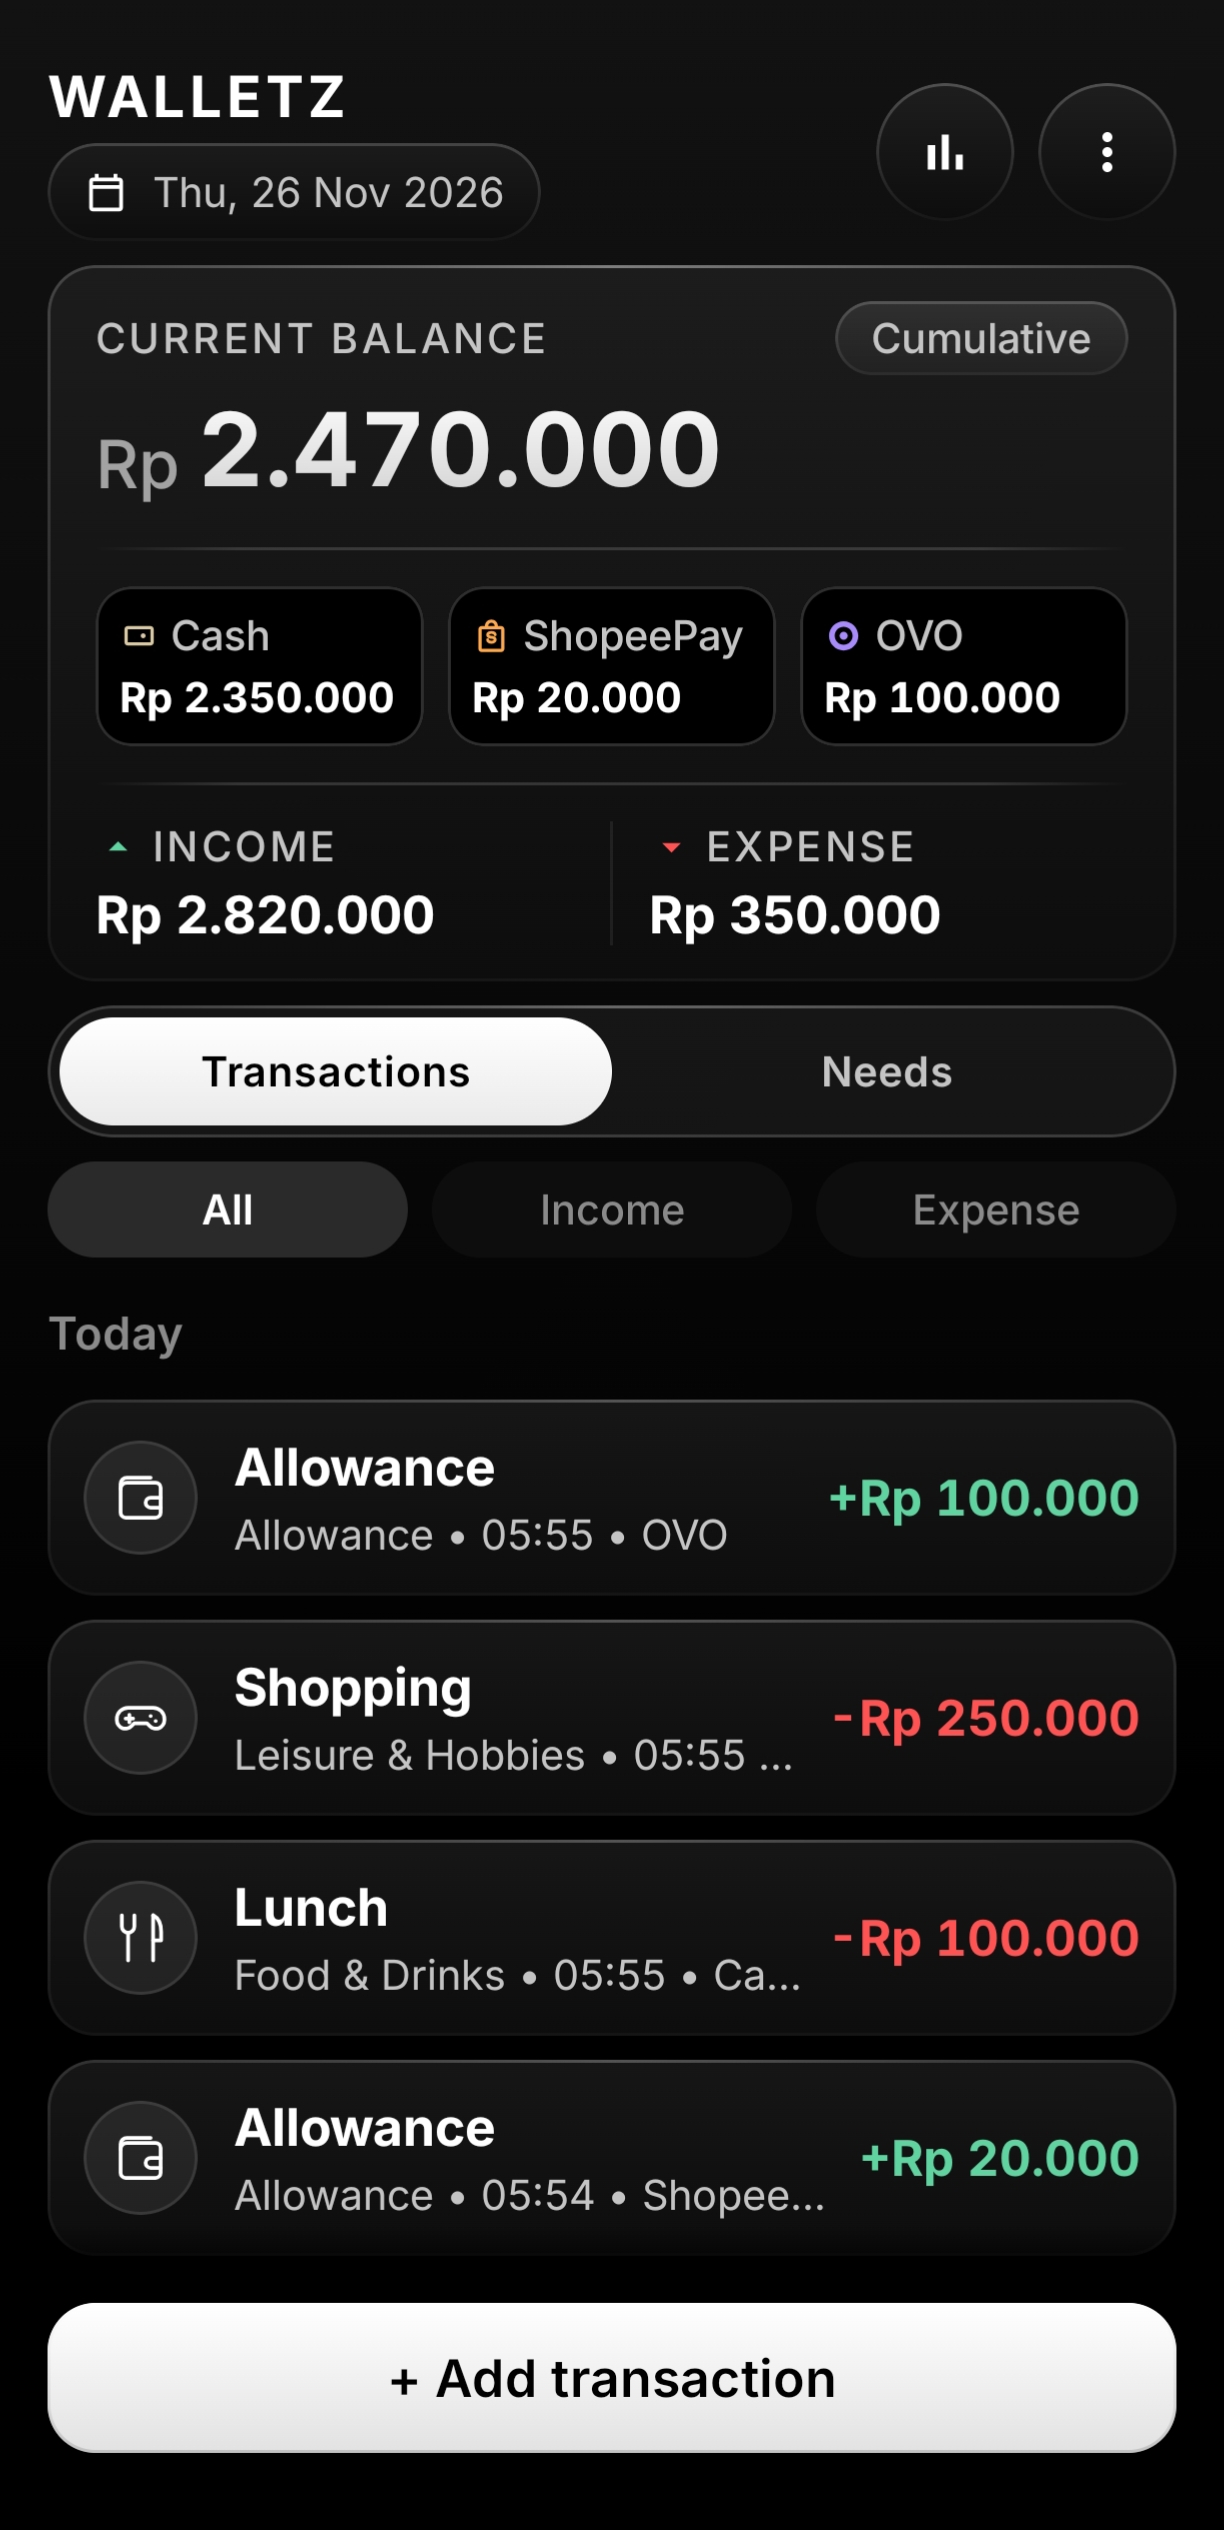 WALLETZ
Thu, 26 Nov 2026
CURRENT BALANCE
Cumulative
Rp 2.470.000
Cash
Rp 2.350.000
ShopeePay
Rp 20.000
OVO
Rp 100.000
INCOME
Rp 2.820.000
EXPENSE
Rp 350.000
Transactions
Needs
All
Income
Expense
Today
Allowance
Allowance • 05:55 • OVO
+Rp 100.000
Shopping
Leisure & Hobbies • 05:55 ...
-Rp 250.000
Lunch
Food & Drinks • 05:55 • Ca...
-Rp 100.000
Allowance
Allowance • 05:54 • Shopee...
+Rp 20.000
+ Add transaction